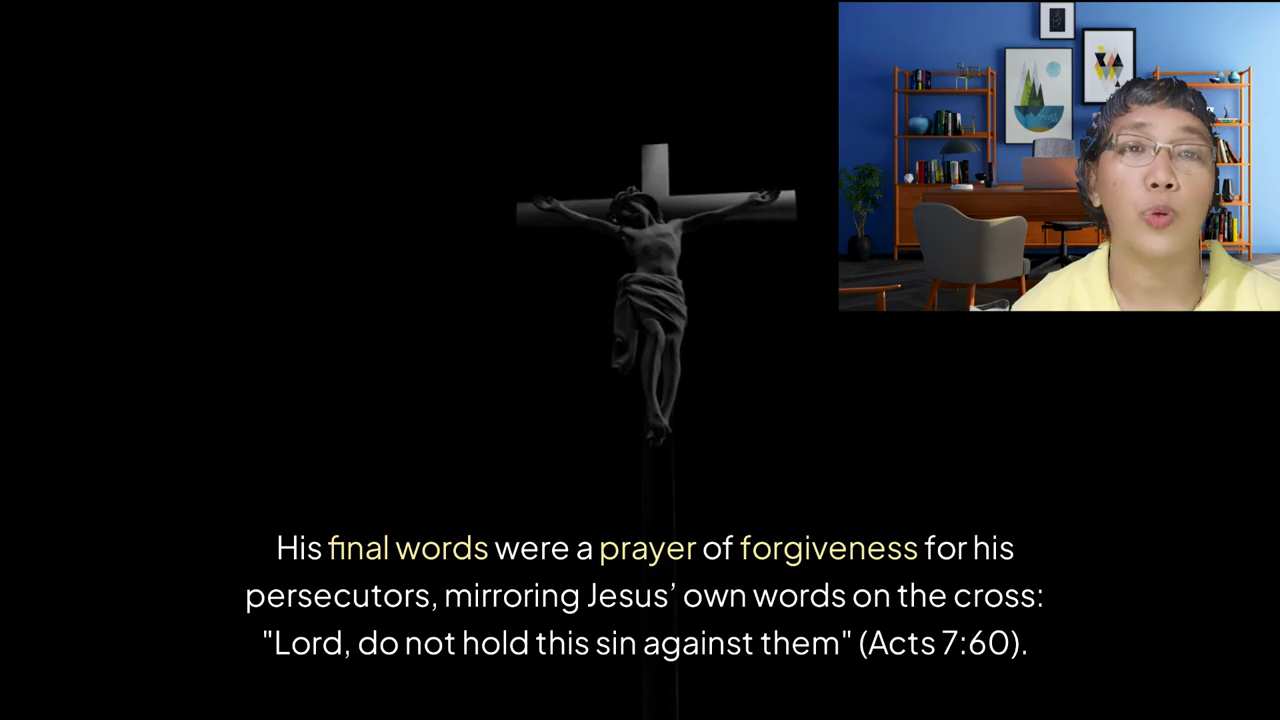 His final words were a prayer of forgiveness for his
persecutors, mirroring Jesus’ own words on the cross:
"Lord, do not hold this sin against them" (Acts 7:60).